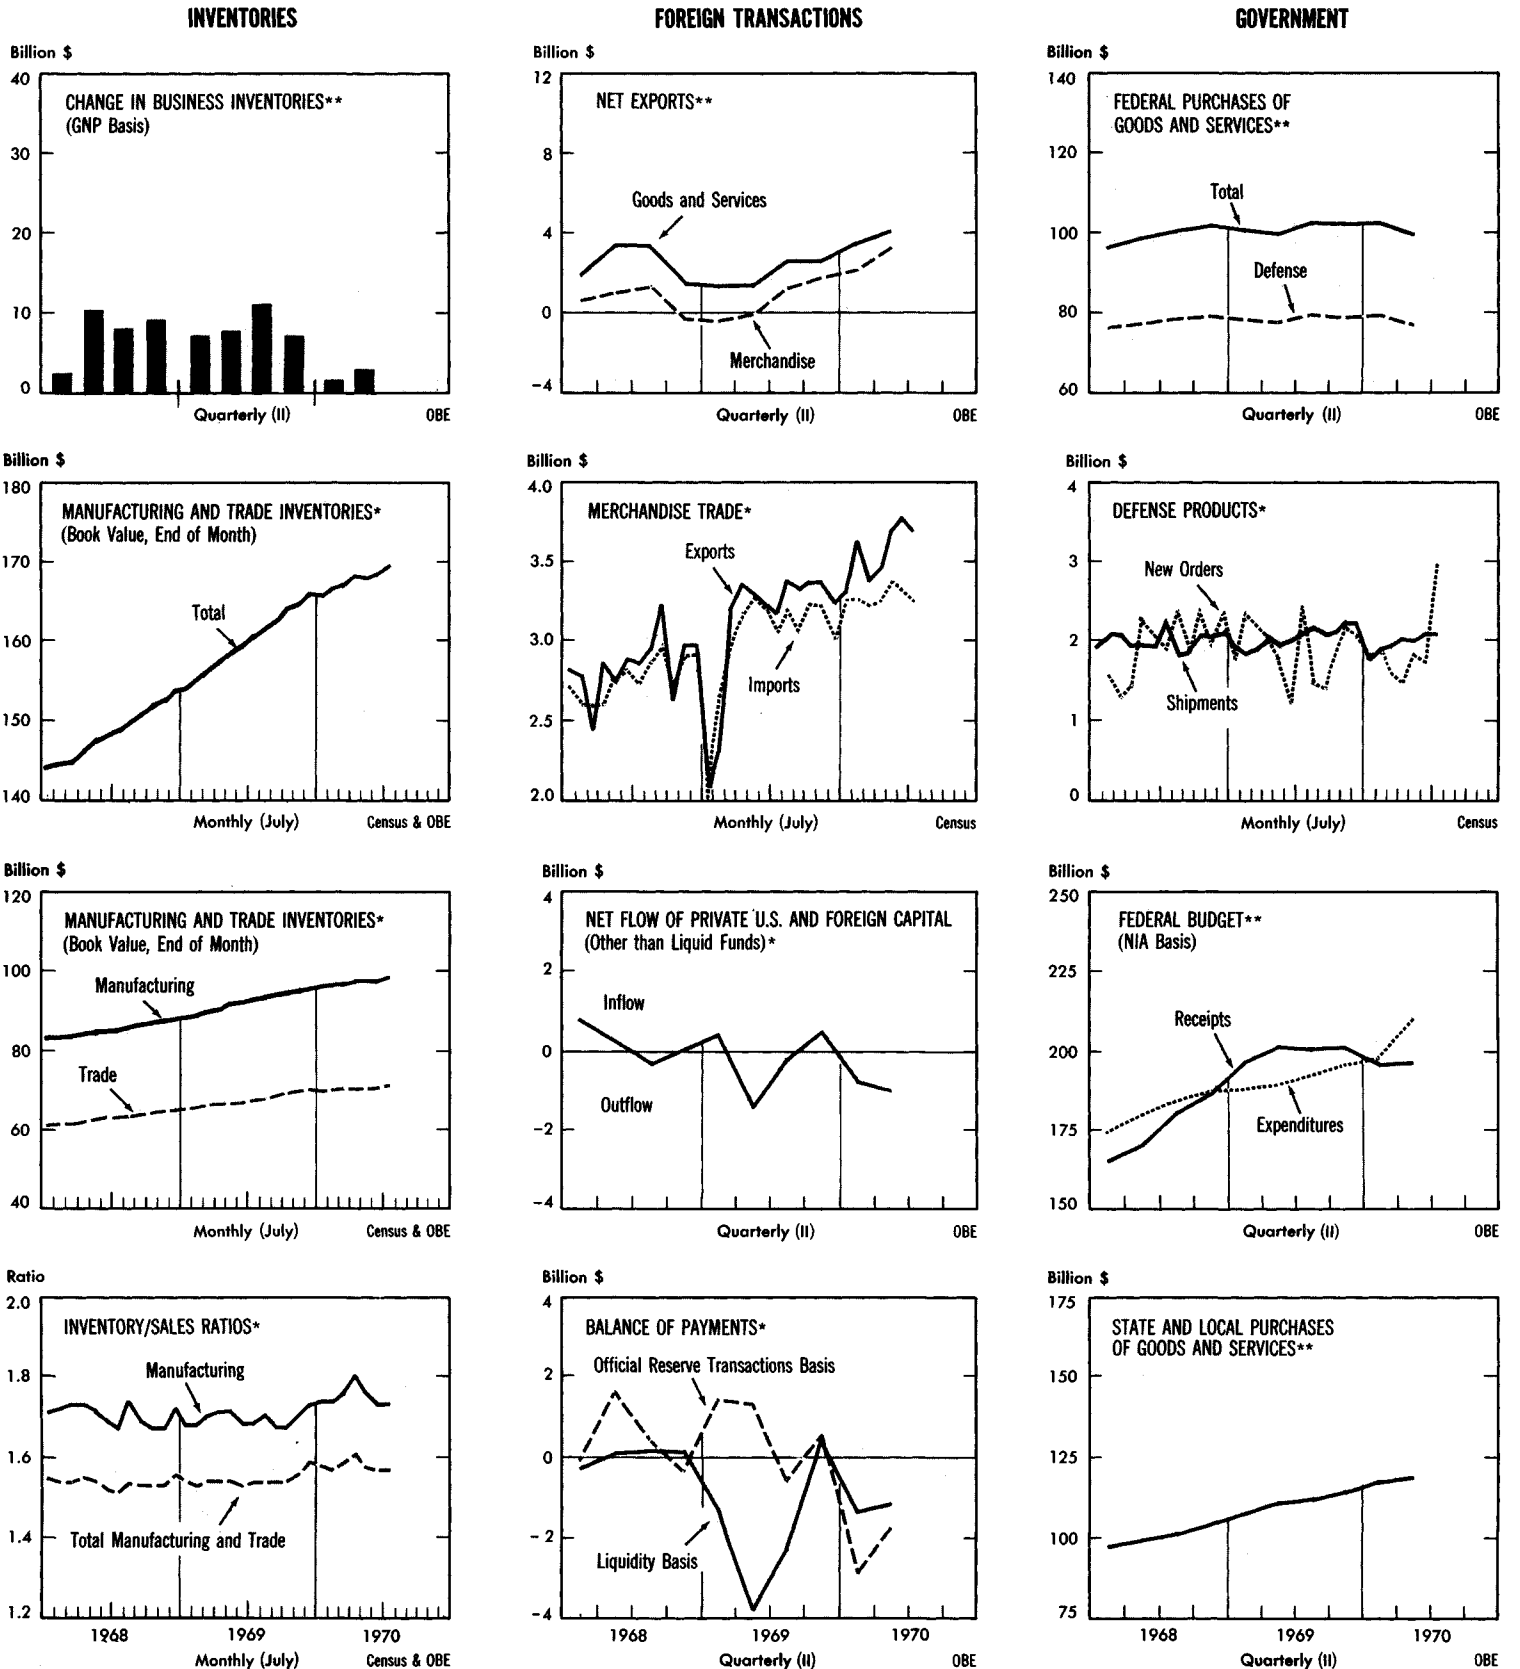 INVENTORIES
Billion $
40
CHANGE IN BUSINESS INVENTORIES**
(GNP Basis)
30
20
10
0
Quarterly (II)
OBE
Billion $
180
MANUFACTURING AND TRADE INVENTORIES*
(Book Value, End of Month)
170
Total
160
150
140
Monthly (July)
Census & OBE
Billion $
120
MANUFACTURING AND TRADE INVENTORIES*
(Book Value, End of Month)
100
Manufacturing
80
Trade
60
40
Monthly (July)
Census & OBE
Ratio
2.0
INVENTORY/SALES RATIOS*
1.8
Manufacturing
1.6
1.4
Total Manufacturing and Trade
1.2
1968
1969
1970
Monthly (July)
Census & OBE
FOREIGN TRANSACTIONS
Billion $
12
NET EXPORTS**
8
Goods and Services
4
0
Merchandise
-4
Quarterly (II)
OBE
Billion $
4.0
MERCHANDISE TRADE*
Exports
3.5
3.0
Imports
2.5
2.0
Monthly (July)
Census
Billion $
4
NET FLOW OF PRIVATE U.S. AND FOREIGN CAPITAL
(Other than Liquid Funds)*
2
Inflow
0
Outflow
-2
-4
Quarterly (II)
OBE
Billion $
4
BALANCE OF PAYMENTS*
Official Reserve Transactions Basis
2
0
-2
Liquidity Basis
-4
1968
1969
1970
Quarterly (II)
OBE
GOVERNMENT
Billion $
140
FEDERAL PURCHASES OF
GOODS AND SERVICES**
120
Total
100
Defense
80
60
Quarterly (II)
OBE
Billion $
4
DEFENSE PRODUCTS*
3
New Orders
2
Shipments
1
0
Monthly (July)
Census
Billion $
250
FEDERAL BUDGET**
(NIA Basis)
225
Receipts
200
Expenditures
175
150
Quarterly (II)
OBE
Billion $
175
STATE AND LOCAL PURCHASES
OF GOODS AND SERVICES**
150
125
100
75
1968
1969
1970
Quarterly (II)
OBE